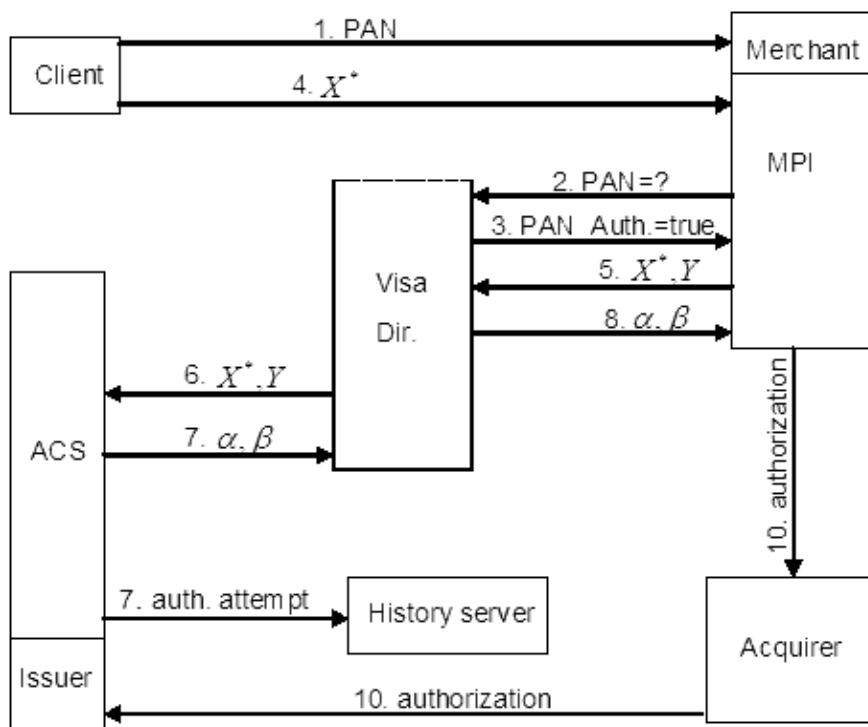 1. PAN
Merchant
Client
4. X*
MPI
2. PAN=?
3. PAN Auth.=true
Visa
Dir.
5. X*,Y
8. α, β
6. X*,Y
ACS
7. α, β
10. authorization
7. auth. attempt
History server
Acquirer
Issuer
10. authorization